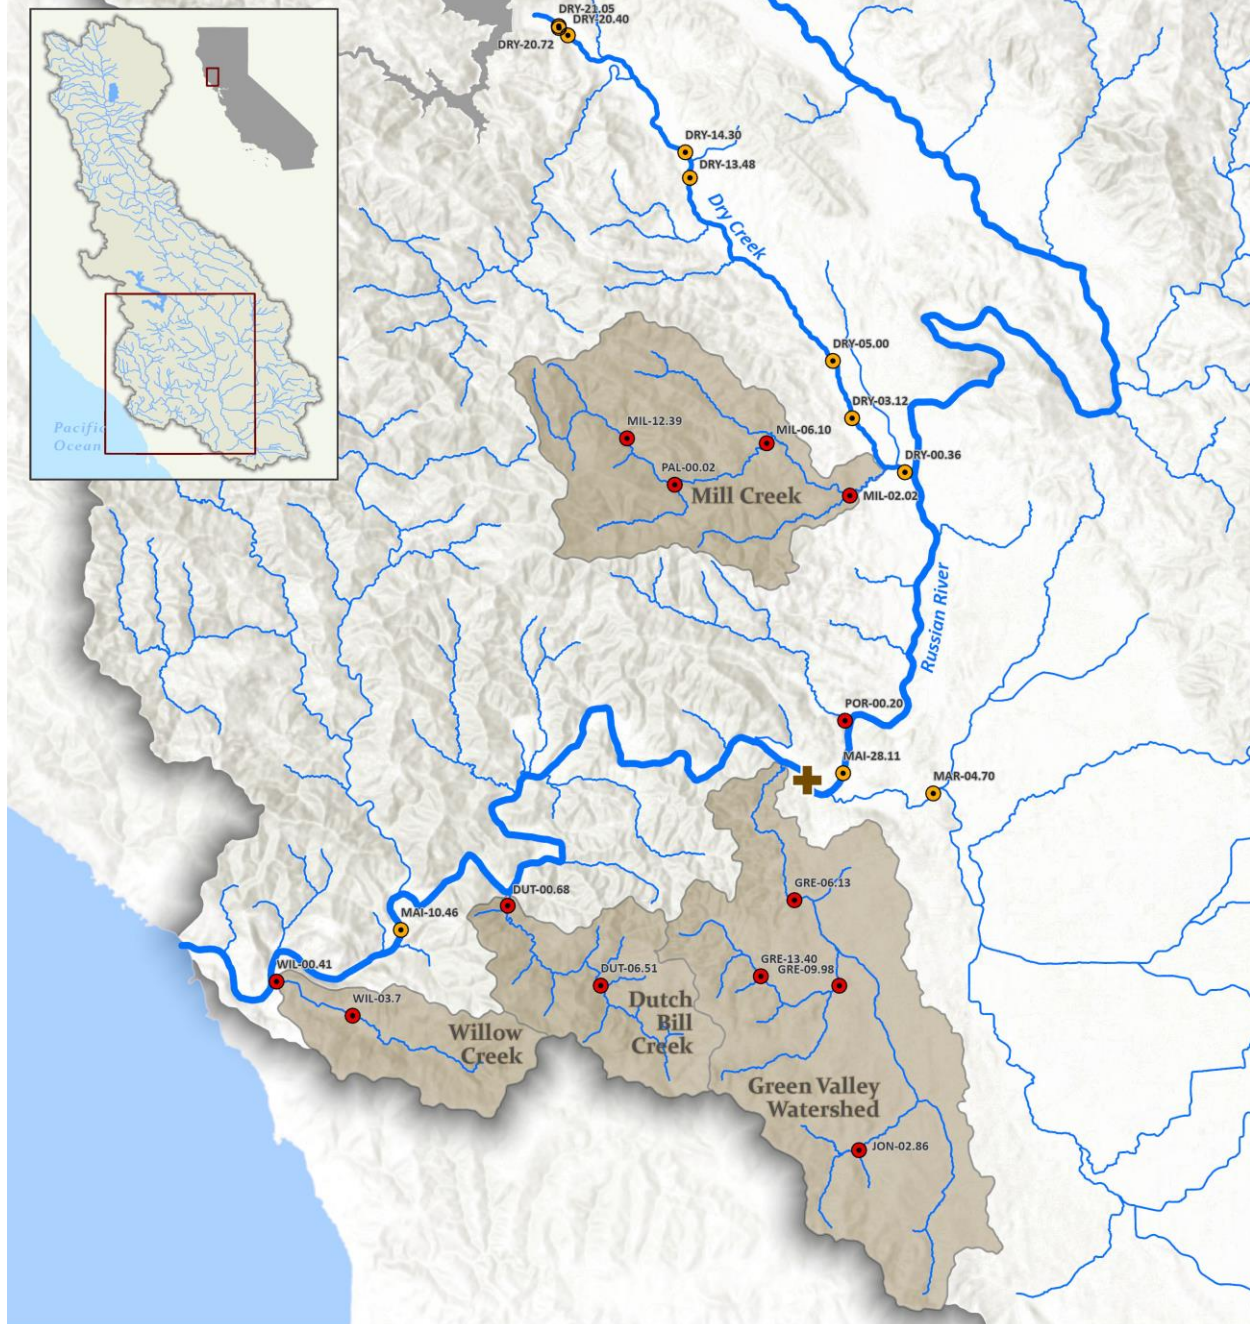 DRY-21.05
DRY-20.40
DRY-20.72
DRY-14.30
DRY-13.48
Dry Creek
DRY-05.00
DRY-03.12
MIL-12.39
MIL-06.10
DRY-00.36
PAL-00.02
Mill Creek
MIL-02.02
Pacific
Ocean
Russian River
POR-00.20
MAI-28.11
MAR-04.70
GRE-06.13
DUT-00.68
MAI-10.46
GRE-13.40
GRE-09.98
WIL-00.41
DUT-06.51
WIL-03.7
Dutch
Bill
Creek
Willow
Creek
Green Valley
Watershed
JON-02.86